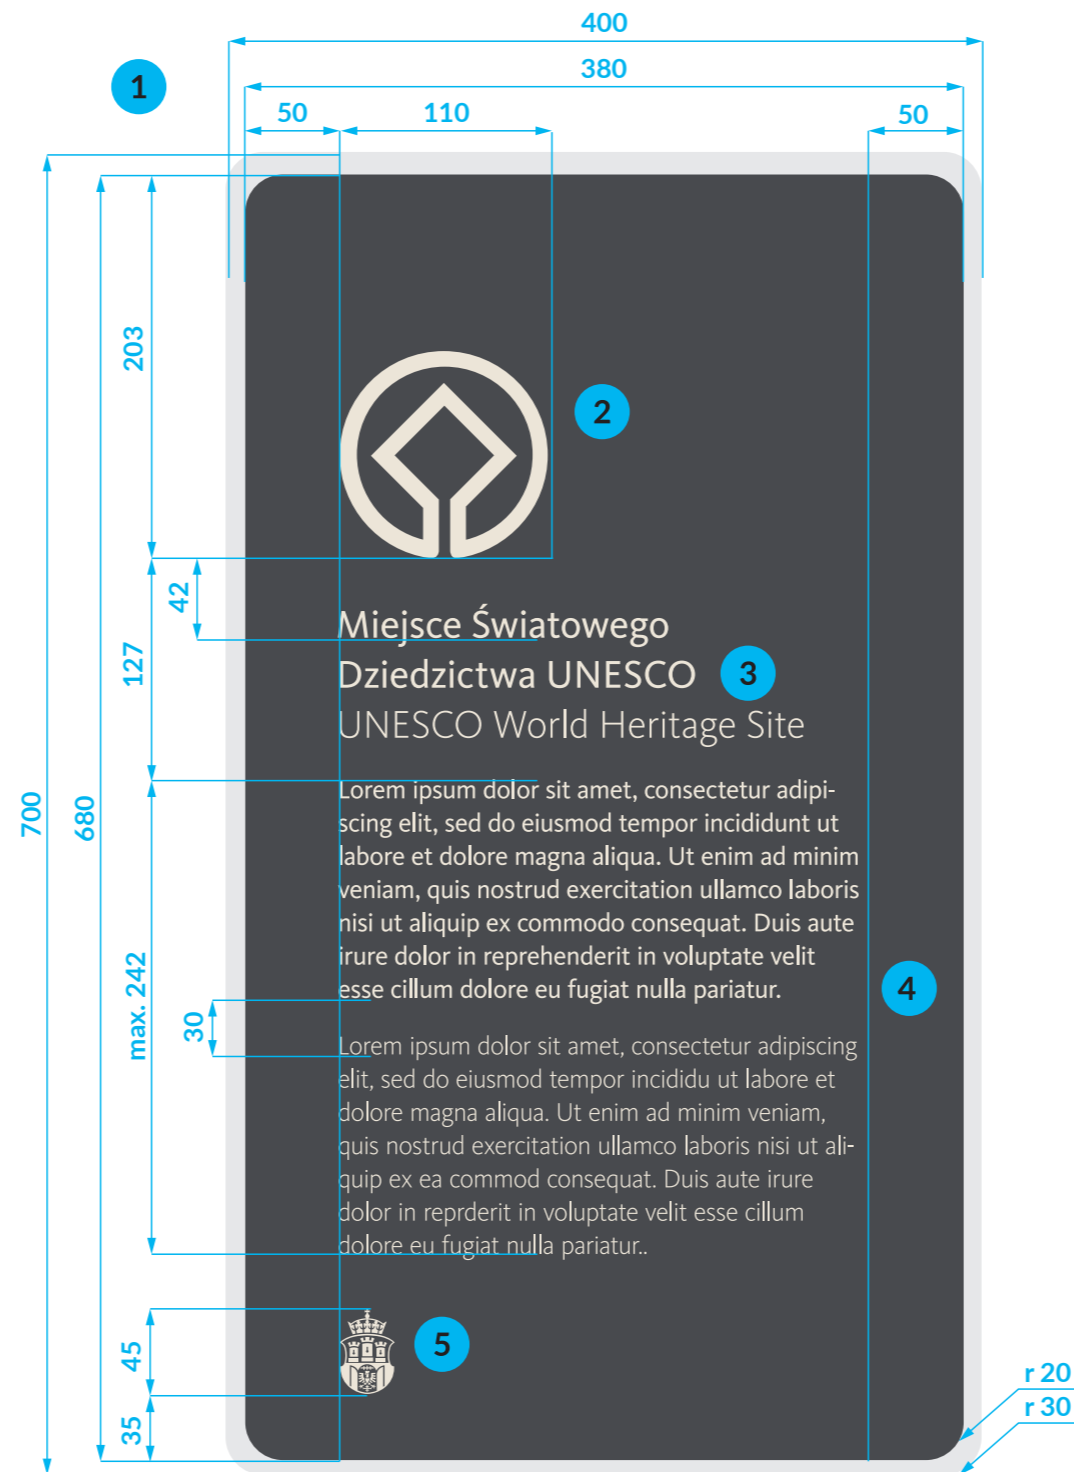 400
380
1
50
110
50
203
2
42
Miejsce Światowego
127
Dziedzictwa UNESCO
3
UNESCO World Heritage Site
700
680
Lorem ipsum dolor sit amet, consectetur adipi-
scing elit, sed do eiusmod tempor incididunt ut
labore et dolore magna aliqua. Ut enim ad minim
veniam, quis nostrud exercitation ullamco laboris
nisi ut aliquip ex commodo consequat. Duis aute
irure dolor in reprehenderit in voluptate velit
esse cillum dolore eu fugiat nulla pariatur.
max. 242
4
30
Lorem ipsum dolor sit amet, consectetur adipiscing
elit, sed do eiusmod tempor incididu ut labore et
dolore magna aliqua. Ut enim ad minim veniam,
quis nostrud exercitation ullamco laboris nisi ut ali-
quip ex ea commod consequat. Duis aute irure
dolor in reprderit in voluptate velit esse cillum
dolore eu fugiat nulla pariatur..
45
5
35
r 20
r 30